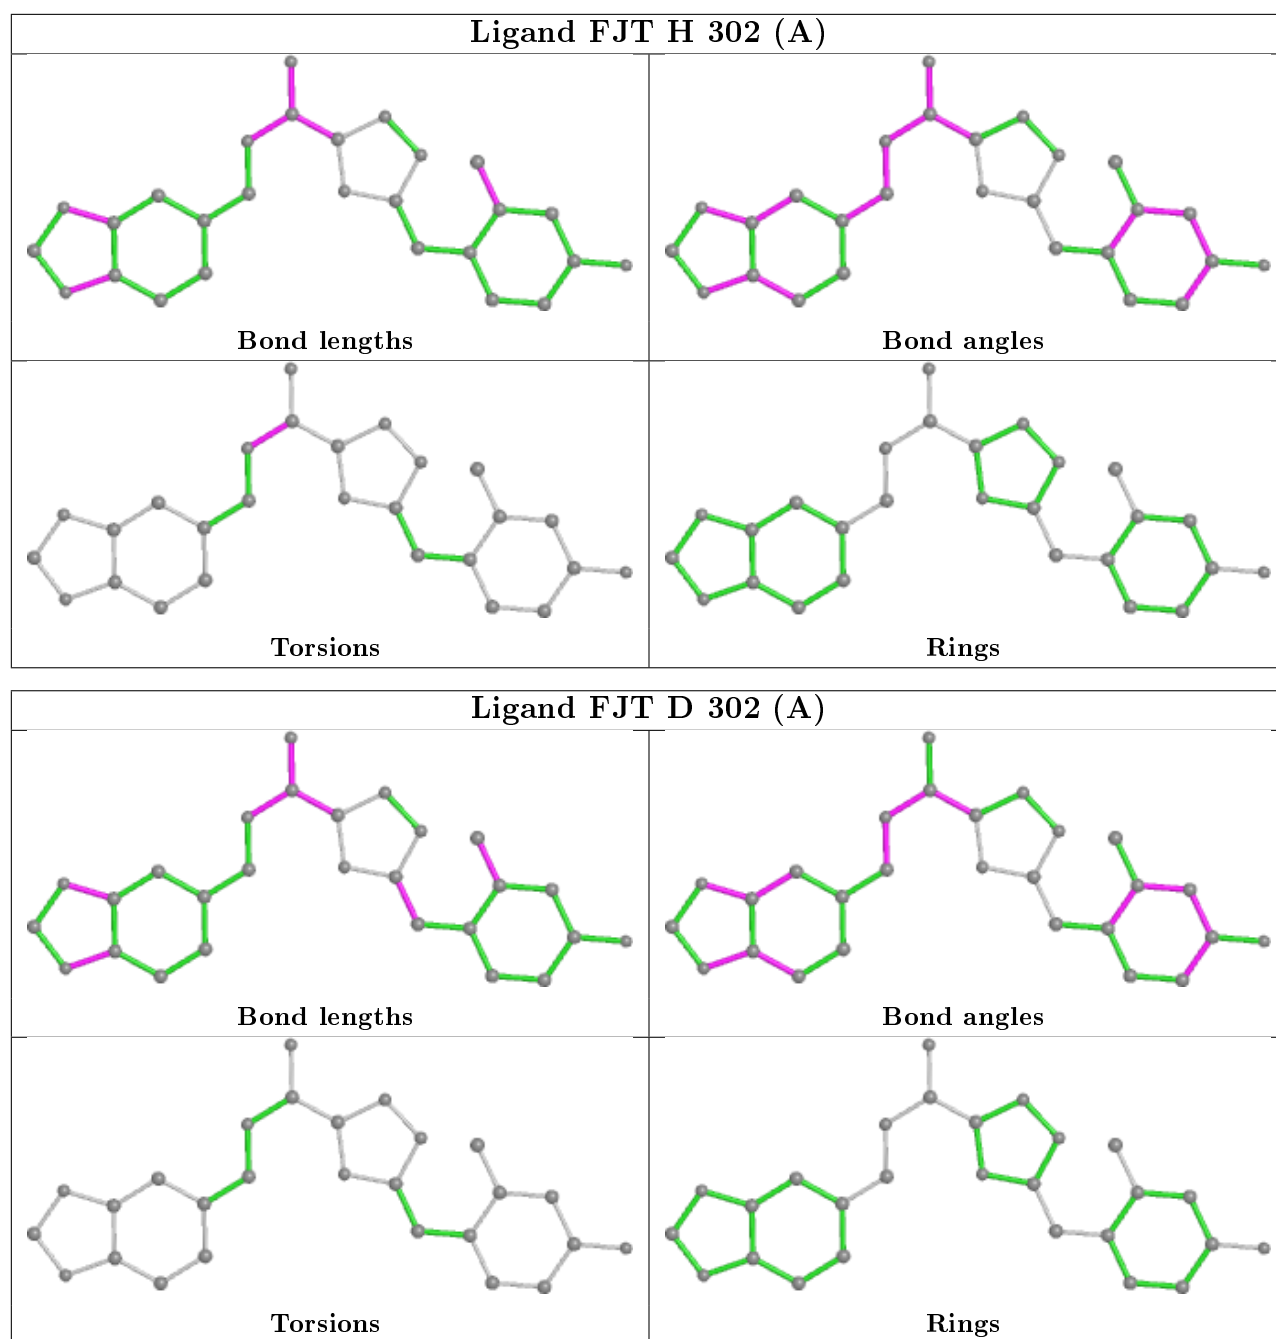 Ligand FJT H 302 (A)
Bond lengths
Bond angles
Torsions
Rings
Ligand FJT D 302 (A)
Bond lengths
Bond angles
Torsions
Rings